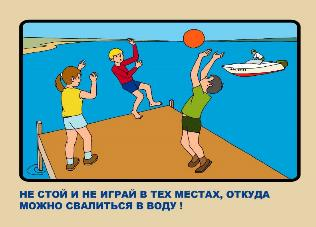 НЕ СТОЙ И НЕ ИГРАЙ В ТЕХ МЕСТАХ, ОТКУДА
МОЖНО СВАЛИТЬСЯ В ВОДУ !